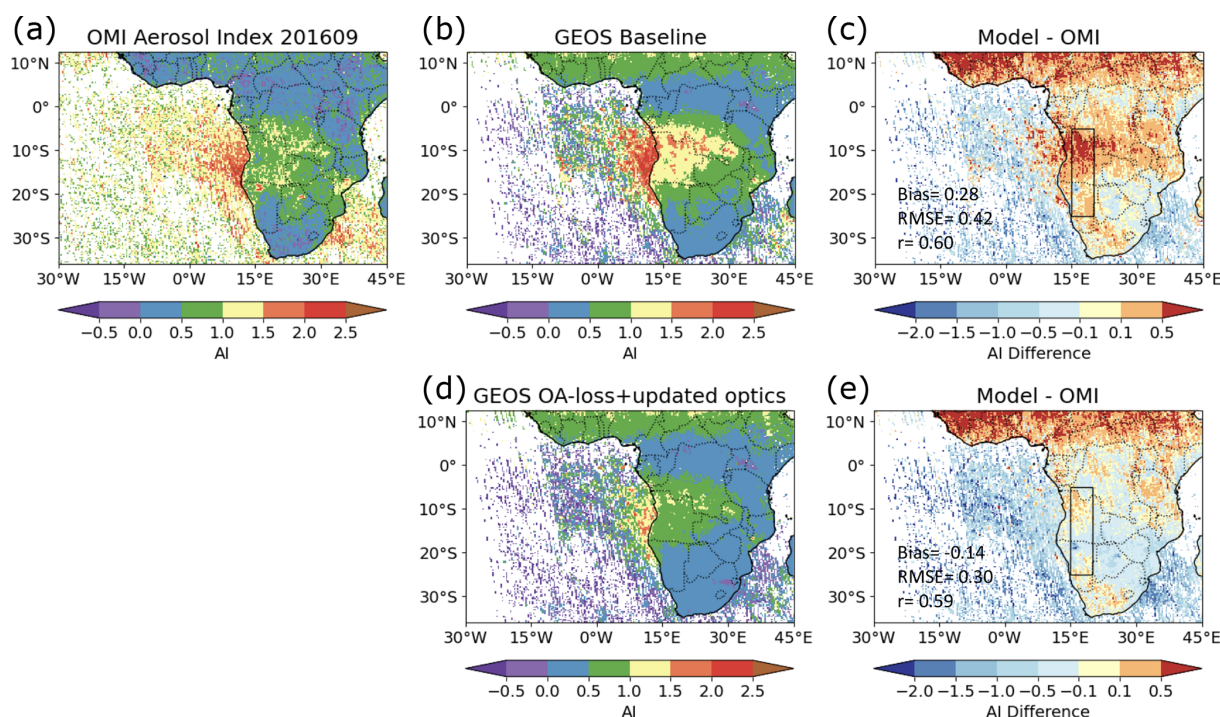 (a) (b) (c)
OMI Aerosol Index 201609 GEOS Baseline Model - OMI
10°N 10°N 10°N
0° 0° 0°
10°S 10°S 10°S
20°S 20°S 20°S
Bias= 0.28
RMSE= 0.42
30°S 30°S 30°S
r= 0.60
30°W 15°W 0°E 15°E 30°E 45°E 30°W 15°W 0°E 15°E 30°E 45°E 30°W 15°W 0°E 15°E 30°E 45°E
−0.5 0.0 0.5 1.0 1.5 2.0 2.5 −0.5 0.0 0.5 1.0 1.5 2.0 2.5 −2.0 −1.5 −1.0 −0.5 −0.1 0.1 0.5
AI AI AI Difference
(d) (e)
GEOS OA-loss+updated optics Model - OMI
10°N 10°N
0° 0°
10°S 10°S
20°S 20°S
Bias= -0.14
RMSE= 0.30
30°S 30°S
r= 0.59
30°W 15°W 0°E 15°E 30°E 45°E 30°W 15°W 0°E 15°E 30°E 45°E
−0.5 0.0 0.5 1.0 1.5 2.0 2.5 −2.0 −1.5 −1.0 −0.5 −0.1 0.1 0.5
AI AI Difference